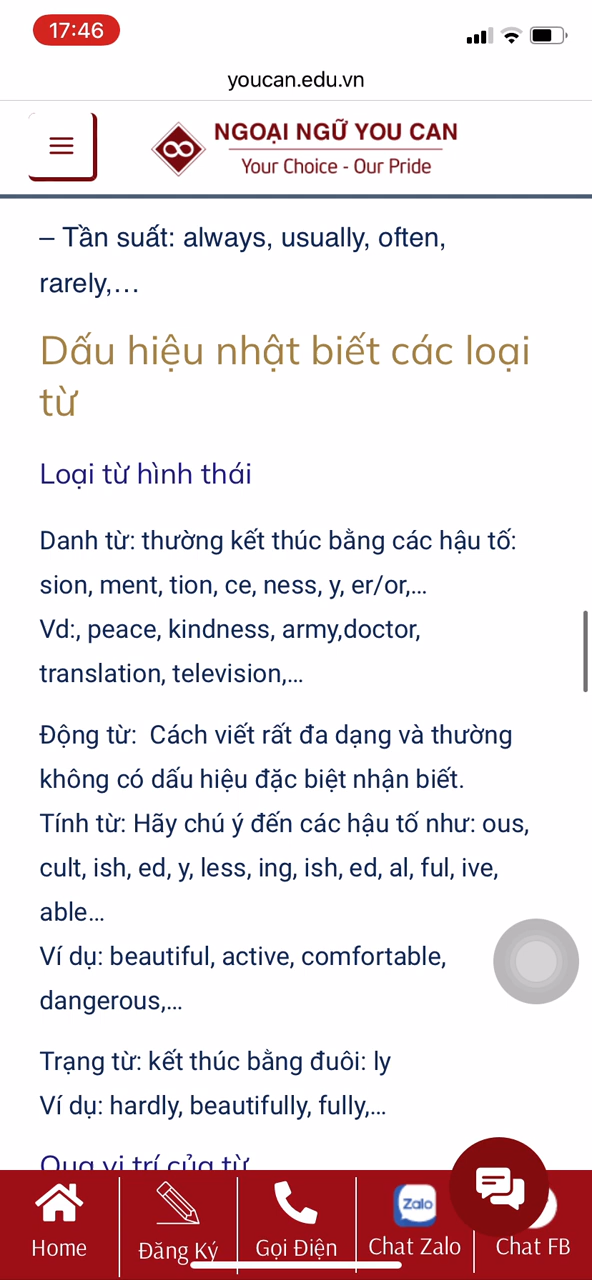 17:46
youcan.edu.vn
NGOẠI NGỮ YOU CAN
Your Choice - Our Pride
– Tần suất: always, usually, often,
rarely,…
Dấu hiệu nhật biết các loại
từ
Loại từ hình thái
Danh từ: thường kết thúc bằng các hậu tố:
sion, ment, tion, ce, ness, y, er/or,…
Vd:, peace, kindness, army,doctor,
translation, television,…
Động từ:  Cách viết rất đa dạng và thường
không có dấu hiệu đặc biệt nhận biết.
Tính từ: Hãy chú ý đến các hậu tố như: ous,
cult, ish, ed, y, less, ing, ish, ed, al, ful, ive,
able…
Ví dụ: beautiful, active, comfortable,
dangerous,…
Trạng từ: kết thúc bằng đuôi: ly
Ví dụ: hardly, beautifully, fully,…
Qua vị trí của từ
Zalo
Home
Đăng Ký
Gọi Điện
Chat Zalo
Chat FB